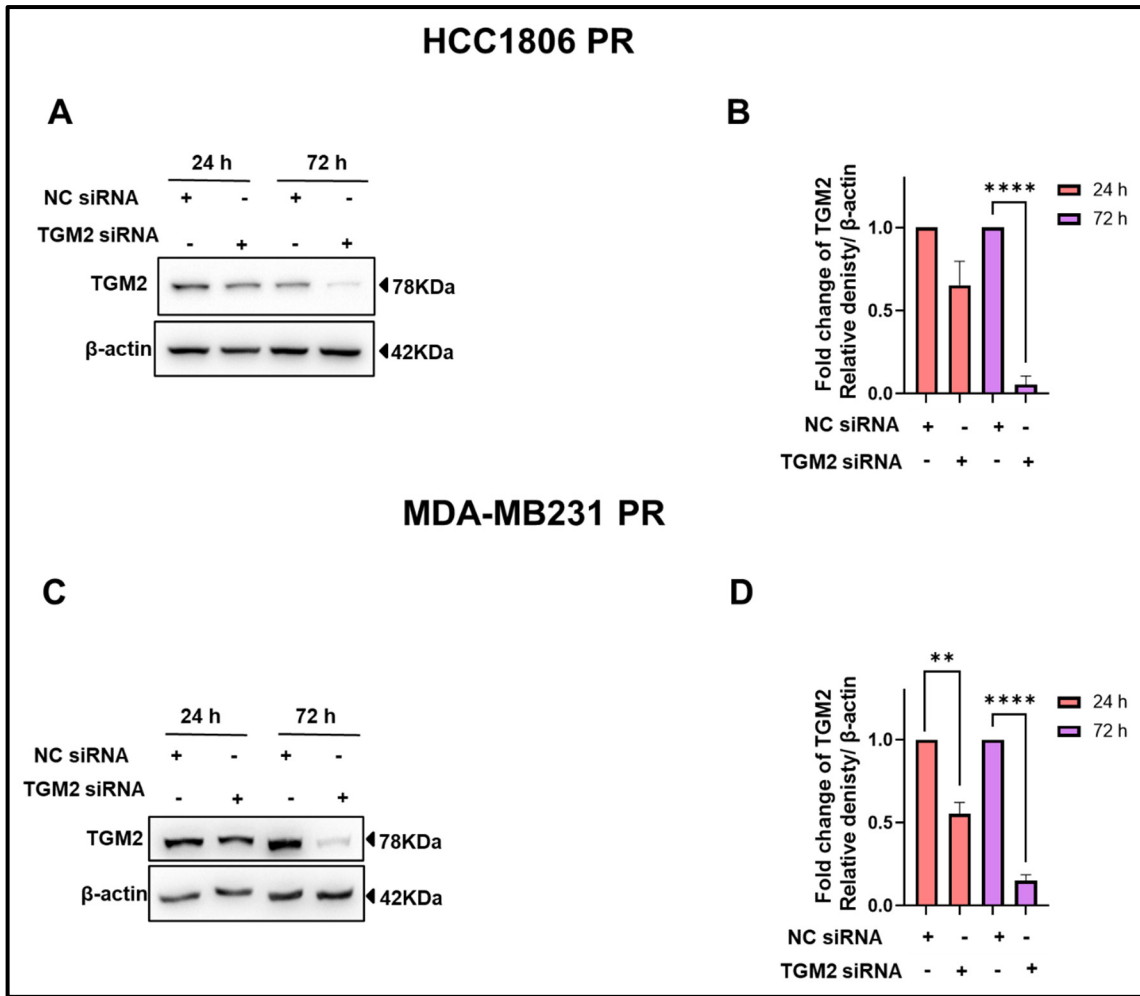 HCC1806 PR
A
24 h 72 h
NC siRNA + - + -
TGM2 siRNA - + - +
TGM2 78KDa
β-actin 42KDa
B
Fold change of TGM2
Relative denisty/ β-actin
1.0
0.5
0.0
****
24 h
72 h
NC siRNA + - + -
TGM2 siRNA - + - +
MDA-MB231 PR
C
24 h 72 h
NC siRNA + - + -
TGM2 siRNA - + - +
TGM2 78KDa
β-actin 42KDa
D
Fold change of TGM2
Relative denisty/ β-actin
1.0
0.5
0.0
**
****
24 h
72 h
NC siRNA + - + -
TGM2 siRNA - + - +